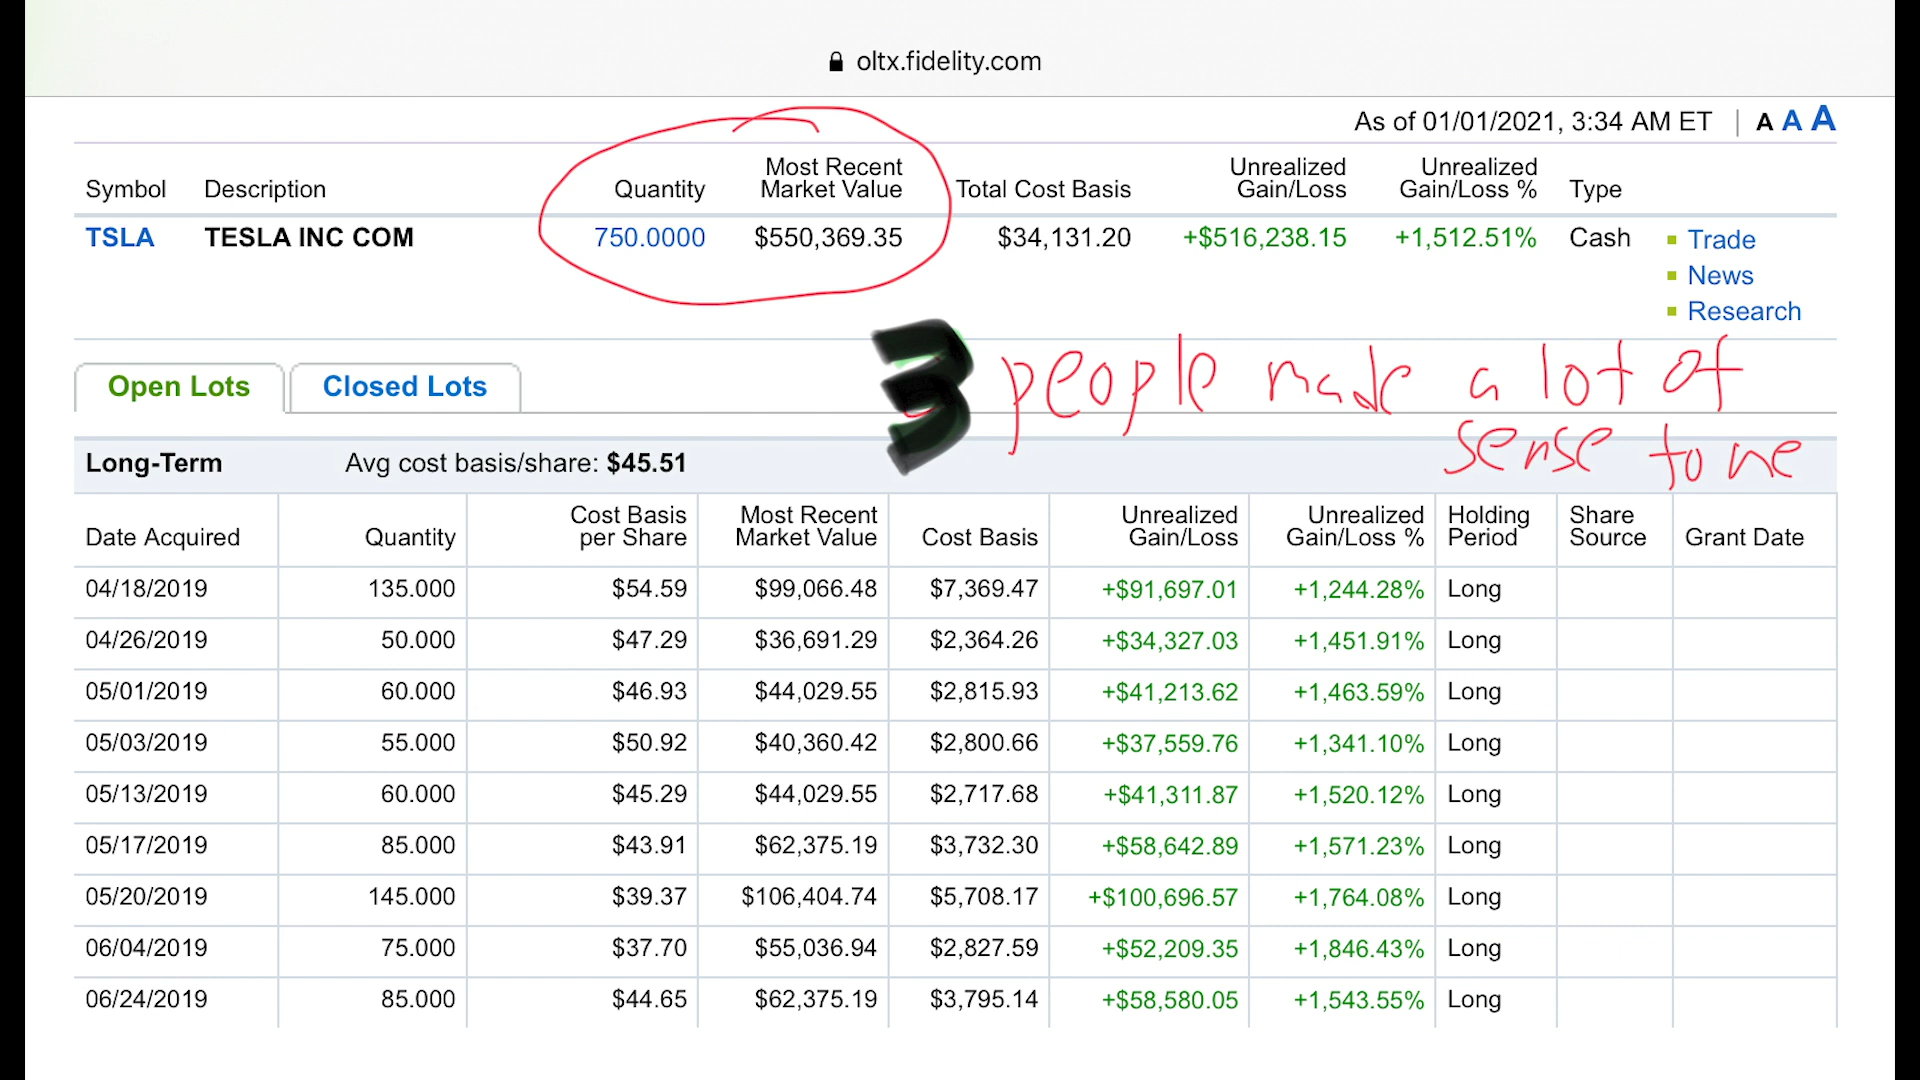 oltx.fidelity.com
As of 01/01/2021, 3:34 AM ET | A A A
Symbol Description Quantity Most Recent Market Value Total Cost Basis Unrealized Gain/Loss Unrealized Gain/Loss % Type
TSLA TESLA INC COM 750.0000 $550,369.35 $34,131.20 +$516,238.15 +1,512.51% Cash
Trade
News
Research
3 people made a lot of
sense to me
Open Lots Closed Lots
Long-Term Avg cost basis/share: $45.51
Date Acquired Quantity Cost Basis per Share Most Recent Market Value Cost Basis Unrealized Gain/Loss Unrealized Gain/Loss % Holding Period Share Source Grant Date
04/18/2019 135.000 $54.59 $99,066.48 $7,369.47 +$91,697.01 +1,244.28% Long
04/26/2019 50.000 $47.29 $36,691.29 $2,364.26 +$34,327.03 +1,451.91% Long
05/01/2019 60.000 $46.93 $44,029.55 $2,815.93 +$41,213.62 +1,463.59% Long
05/03/2019 55.000 $50.92 $40,360.42 $2,800.66 +$37,559.76 +1,341.10% Long
05/13/2019 60.000 $45.29 $44,029.55 $2,717.68 +$41,311.87 +1,520.12% Long
05/17/2019 85.000 $43.91 $62,375.19 $3,732.30 +$58,642.89 +1,571.23% Long
05/20/2019 145.000 $39.37 $106,404.74 $5,708.17 +$100,696.57 +1,764.08% Long
06/04/2019 75.000 $37.70 $55,036.94 $2,827.59 +$52,209.35 +1,846.43% Long
06/24/2019 85.000 $44.65 $62,375.19 $3,795.14 +$58,580.05 +1,543.55% Long